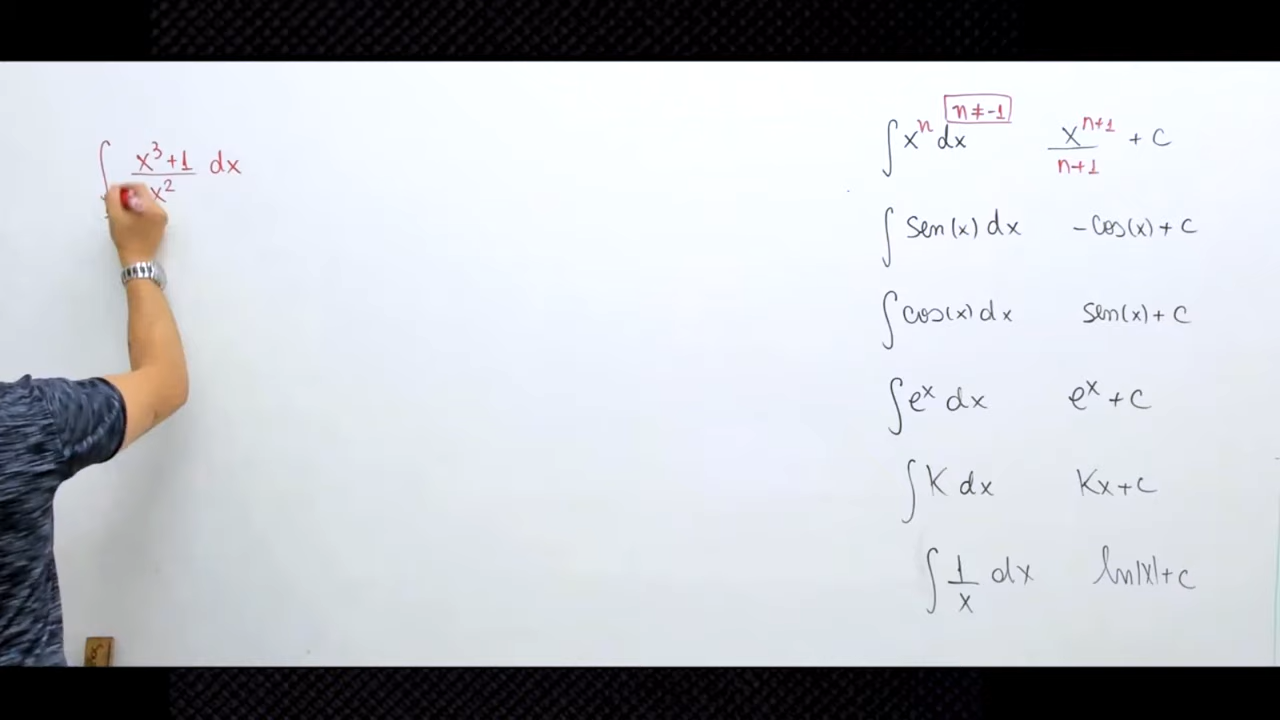 ∫ x³+1 / x² dx
∫ xⁿ dx n≠-1 xⁿ⁺¹ / n+1 + c
∫ Sen(x) dx -Cos(x) + c
∫ cos(x) dx Sen(x) + c
∫ eˣ dx eˣ + c
∫ K dx Kx + c
∫ 1/x dx ln|x| + c